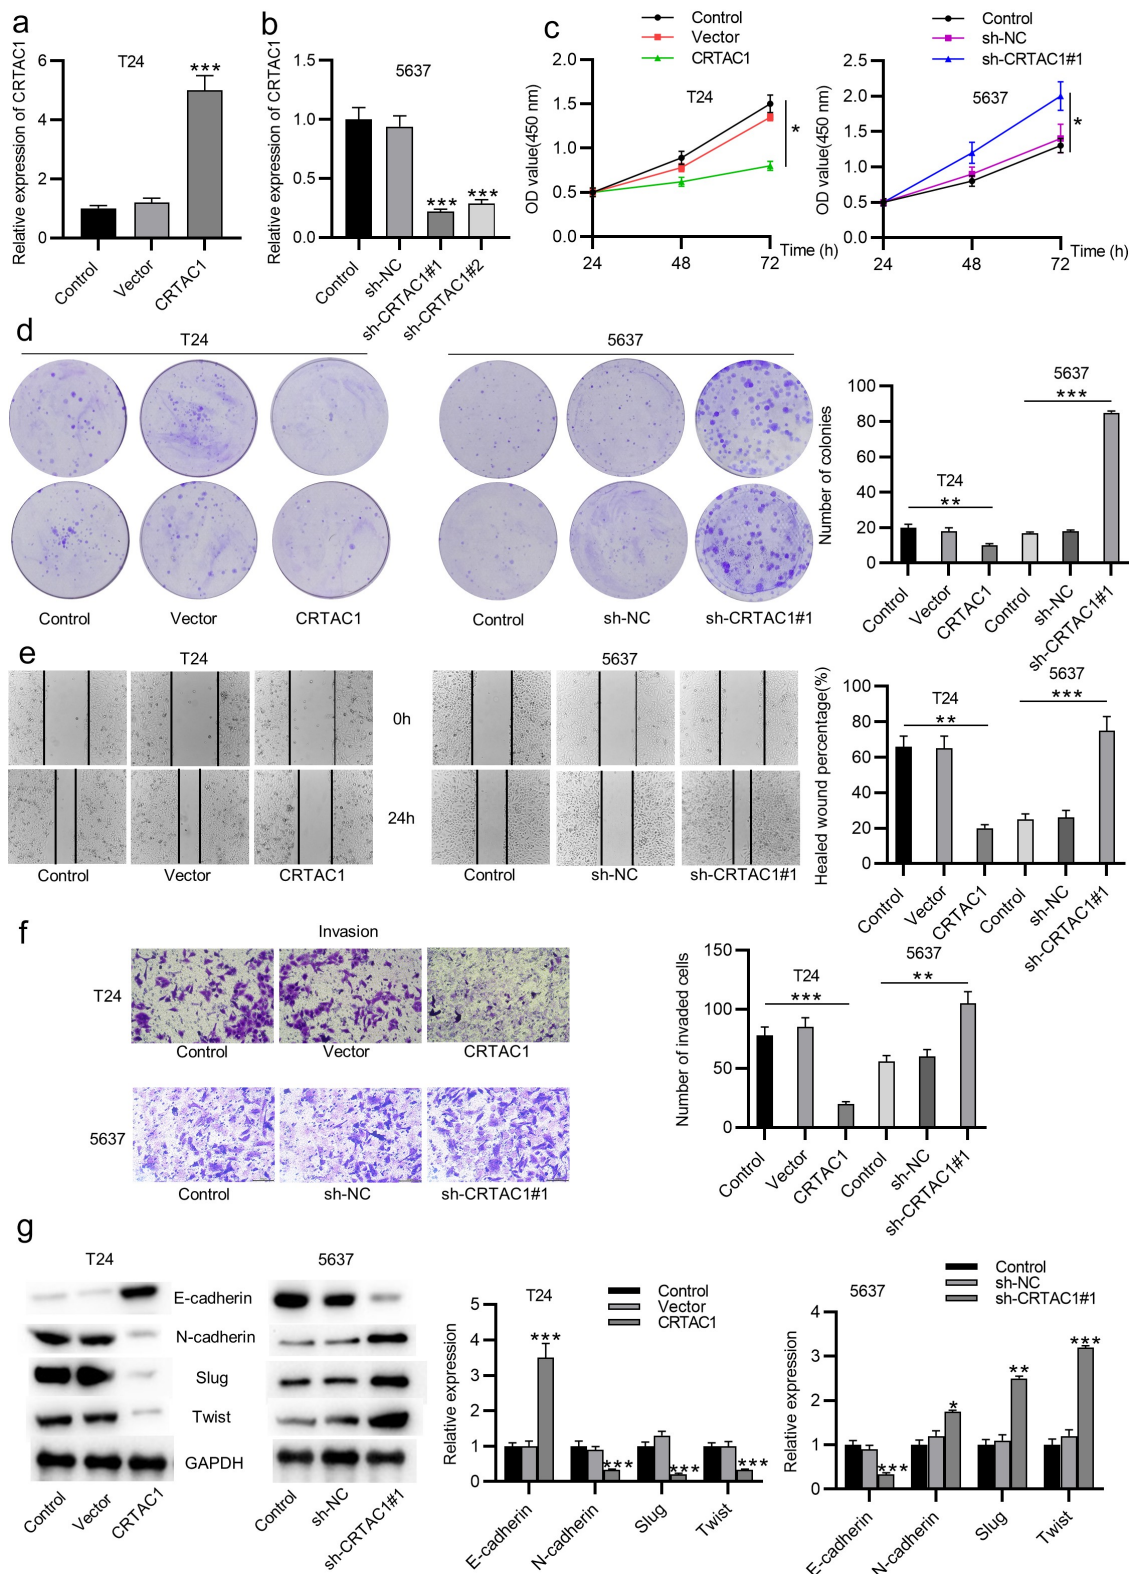 a
Relative expression of CRTAC1
T24
6
4
2
0
***
Control
Vector
CRTAC1
b
Relative expression of CRTAC1
5637
1.5
1.0
0.5
0.0
***
***
Control
sh-NC
sh-CRTAC1#1
sh-CRTAC1#2
c
Control
Vector
CRTAC1
OD value(450 nm)
T24
2.0
1.5
1.0
0.5
0.0
*
24
48
72
Time (h)
Control
sh-NC
sh-CRTAC1#1
OD value(450 nm)
5637
2.5
2.0
1.5
1.0
0.5
0.0
*
24
48
72
Time (h)
d
T24
5637
Control
Vector
CRTAC1
Control
sh-NC
sh-CRTAC1#1
Number of colonies
100
80
60
40
20
0
T24
**
5637
***
Control
Vector
CRTAC1
Control
sh-NC
sh-CRTAC1#1
e
T24
5637
0h
24h
Control
Vector
CRTAC1
Control
sh-NC
sh-CRTAC1#1
Healed wound percentage(%)
100
80
60
40
20
0
T24
**
5637
***
Control
Vector
CRTAC1
Control
sh-NC
sh-CRTAC1#1
f
Invasion
T24
Control
Vector
CRTAC1
5637
Control
sh-NC
sh-CRTAC1#1
Number of invaded cells
150
100
50
0
T24
***
5637
**
Control
Vector
CRTAC1
Control
sh-NC
sh-CRTAC1#1
g
T24
5637
E-cadherin
N-cadherin
Slug
Twist
GAPDH
Control
Vector
CRTAC1
Control
sh-NC
sh-CRTAC1#1
Relative expression
T24
Control
Vector
CRTAC1
5
4
3
2
1
0
***
***
***
***
E-cadherin
N-cadherin
Slug
Twist
Relative expression
5637
Control
sh-NC
sh-CRTAC1#1
4
3
2
1
0
***
*
**
***
E-cadherin
N-cadherin
Slug
Twist